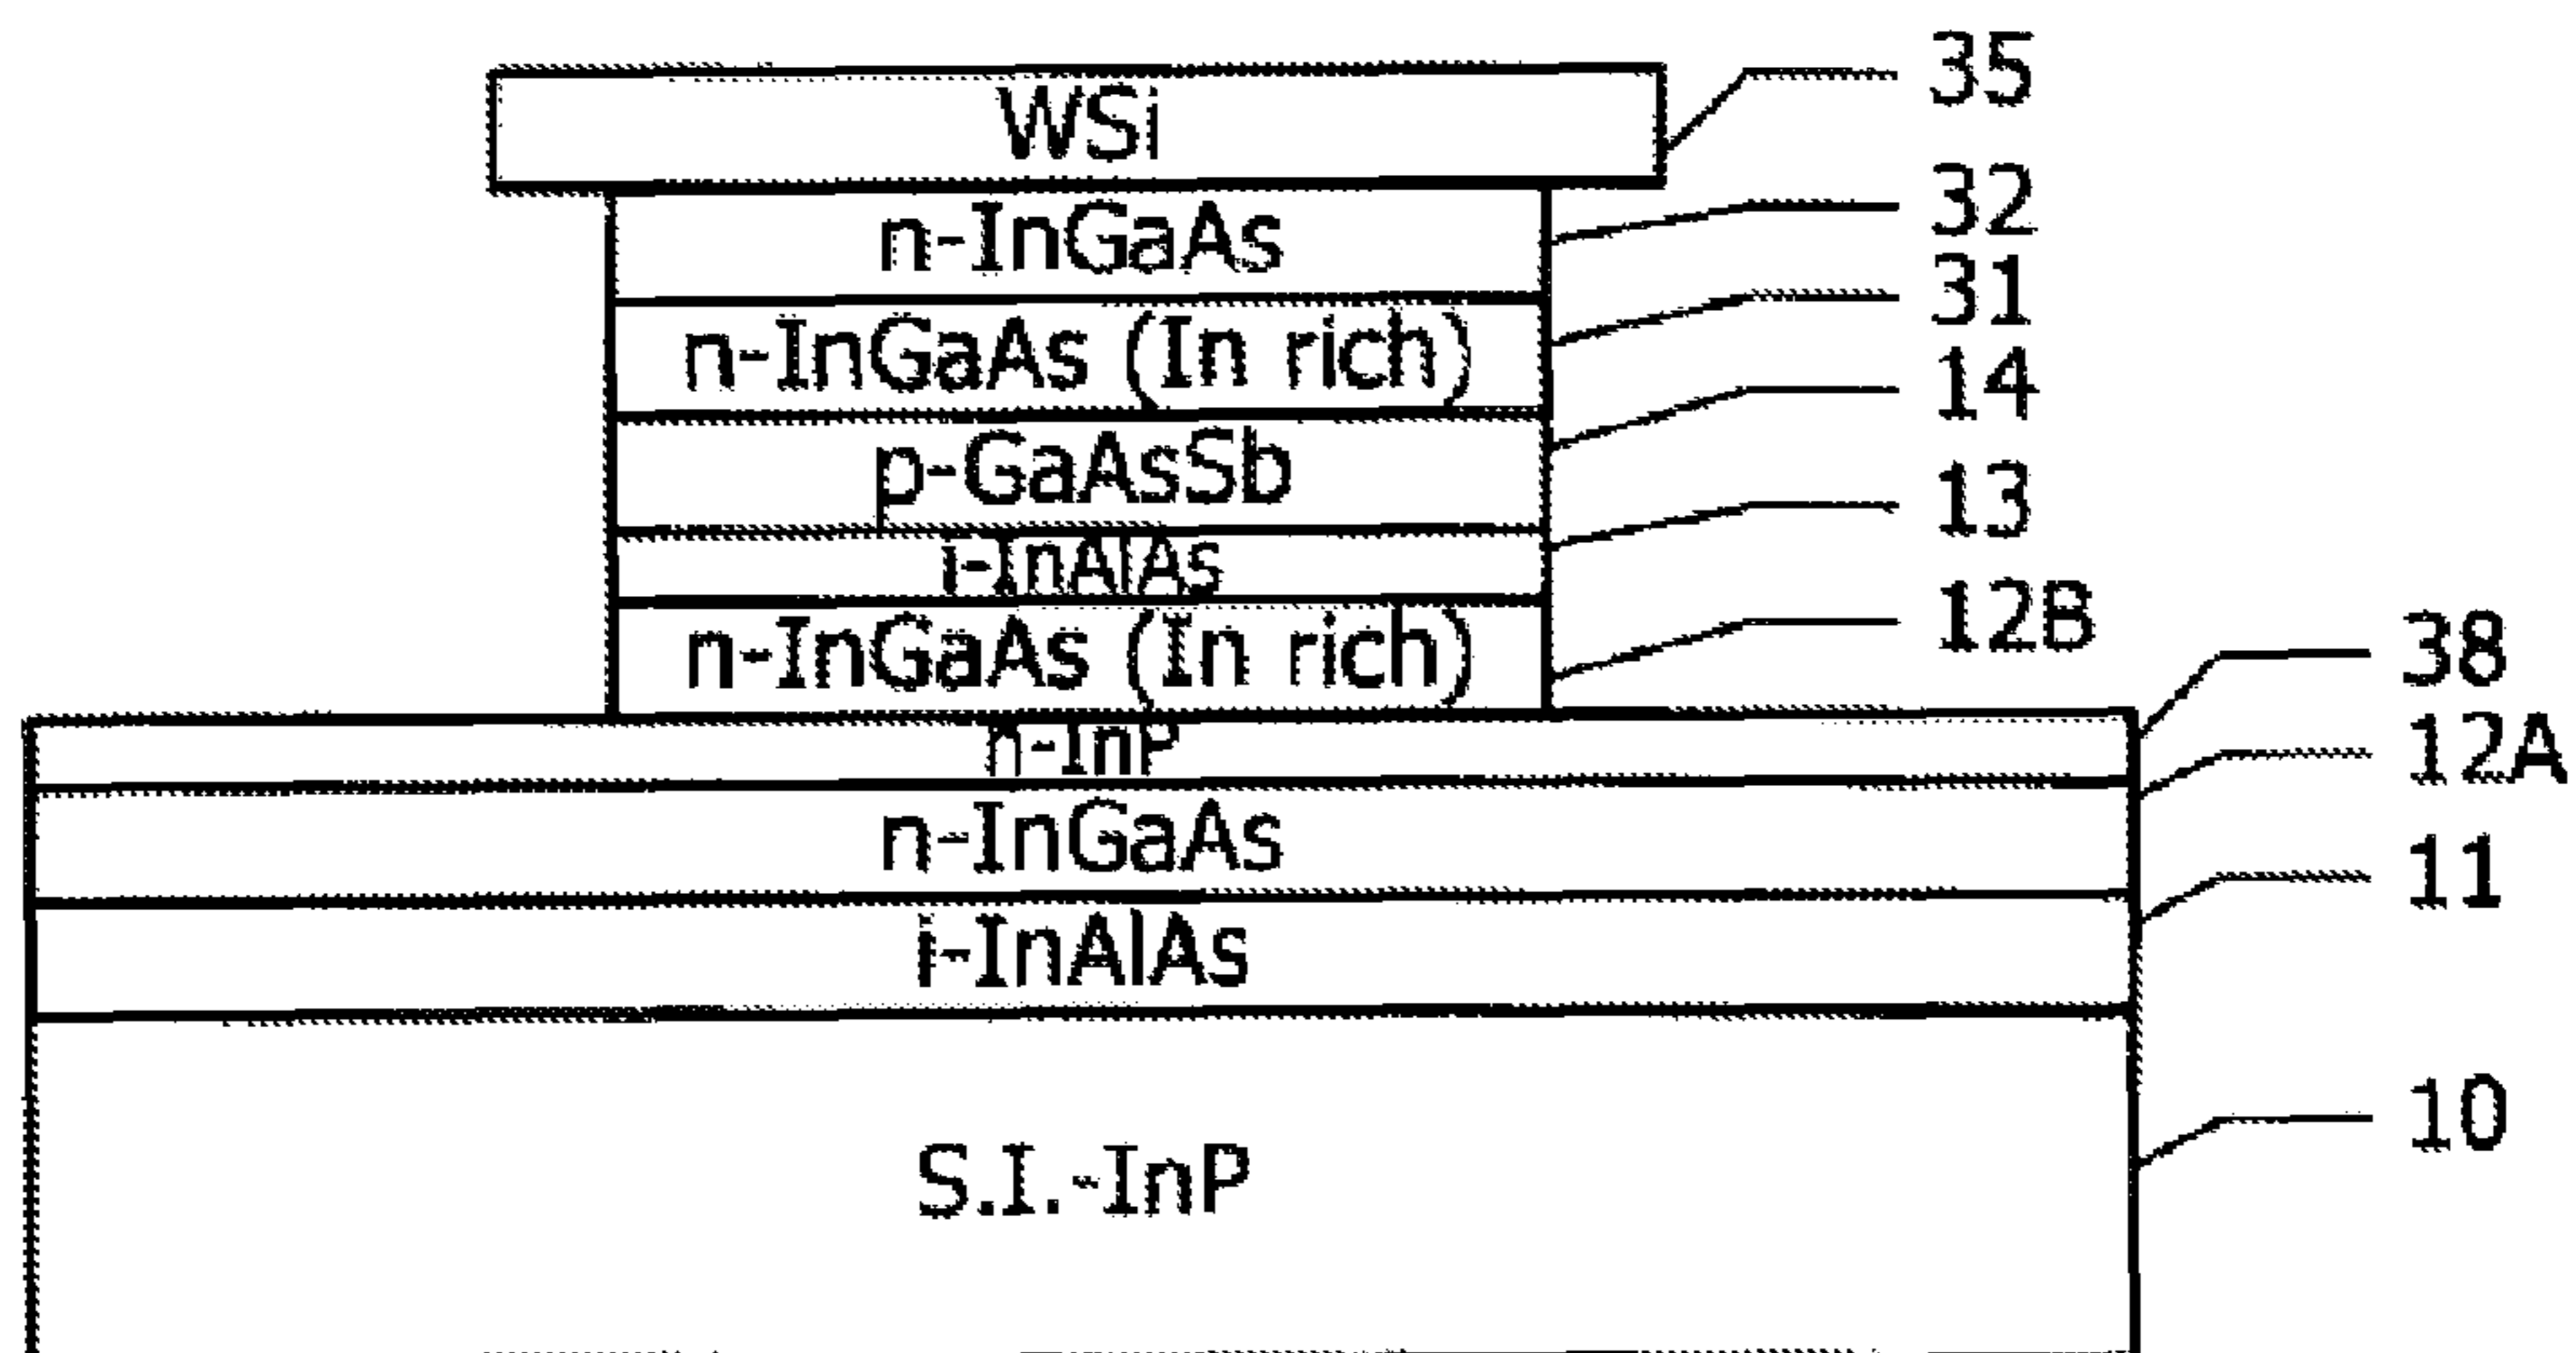 WSi 35
n-InGaAs 32
n-InGaAs (In rich) 31
p-GaAsSb 14
i-InAlAs 13
n-InGaAs (In rich) 12B
n-InP 38
n-InGaAs 12A
i-InAlAs 11
S.I.-InP 10